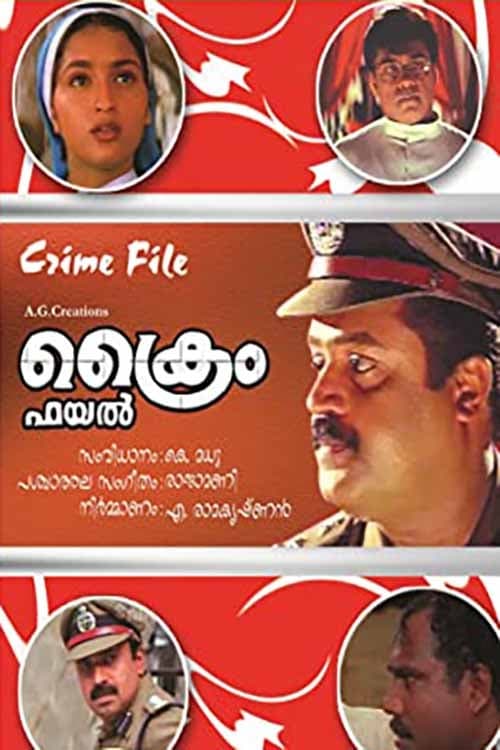 Crime File
A.G.Creations
ക്രൈം
ഫയൽ
സംവിധാനം : കെ. മധു
പശ്ചാത്തല സംഗീതം : രാജാമണി
നിർമ്മാണം : എ. രാമകൃഷ്ണൻ